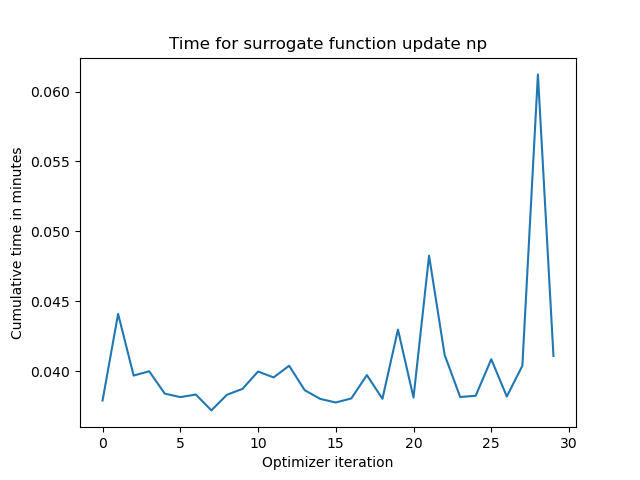 Time for surrogate function update np
0.060
0.055
0.050
0.045
0.040
Cumulative time in minutes
0 5 10 15 20 25 30
Optimizer iteration